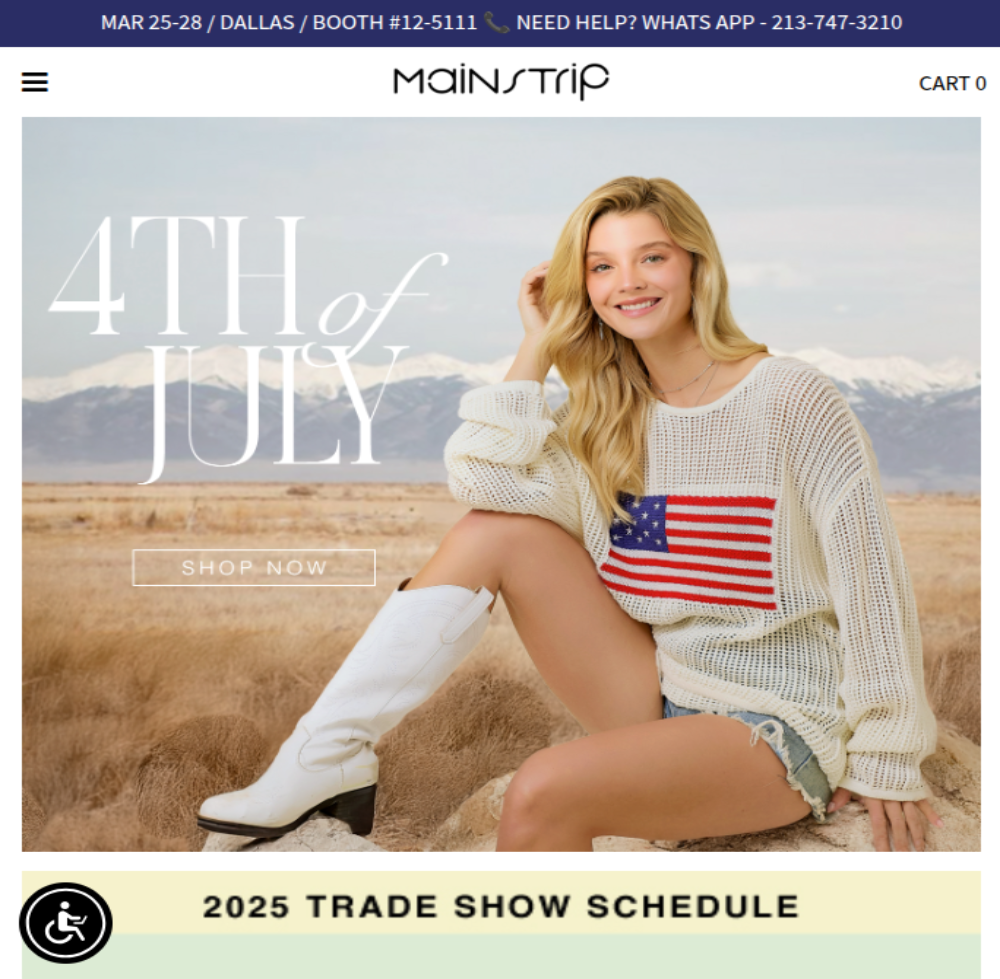 MAR 25-28 / DALLAS / BOOTH #12-5111 📞 NEED HELP? WHATS APP - 213-747-3210
MAINSTRIP
CART 0
4TH of
JULY
SHOP NOW
2025 TRADE SHOW SCHEDULE